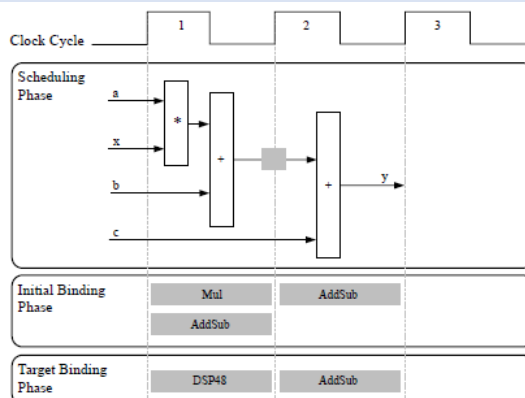 1 2 3
Clock Cycle
Scheduling
Phase
a
*
x
+
b
+
y
c
Initial Binding
Phase
Mul AddSub
AddSub
Target Binding
Phase
DSP48 AddSub